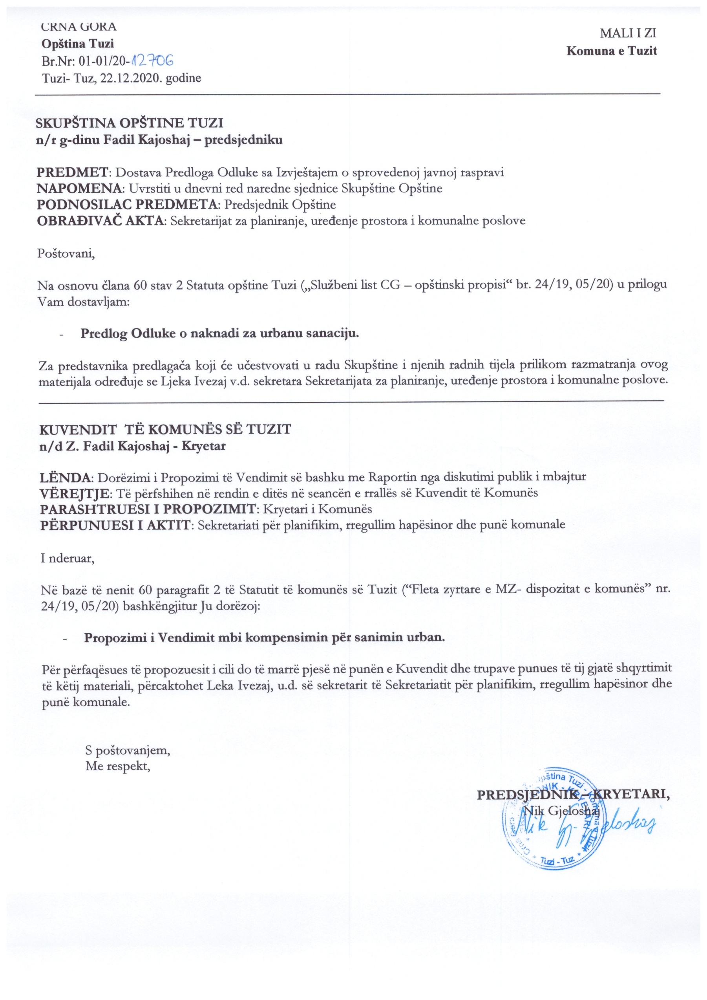 CRNA GORA
Opština Tuzi
Br.Nr: 01-01/20-12706
Tuzi- Tuz, 22.12.2020. godine
MALI I ZI
Komuna e Tuzit
SKUPŠTINA OPŠTINE TUZI
n/r g-dinu Fadil Kajoshaj – predsjedniku
PREDMET: Dostava Predloga Odluke sa Izvještajem o sprovedenoj javnoj raspravi
NAPOMENA: Uvrstiti u dnevni red naredne sjednice Skupštine Opštine
PODNOSILAC PREDMETA: Predsjednik Opštine
OBRAĐIVAČ AKTA: Sekretarijat za planiranje, uređenje prostora i komunalne poslove
Poštovani,
Na osnovu člana 60 stav 2 Statuta opštine Tuzi („Službeni list CG – opštinski propisi“ br. 24/19, 05/20) u prilogu
Vam dostavljam:
- Predlog Odluke o naknadi za urbanu sanaciju.
Za predstavnika predlagača koji će učestvovati u radu Skupštine i njenih radnih tijela prilikom razmatranja ovog
materijala određuje se Ljeka Ivezaj v.d. sekretara Sekretarijata za planiranje, uređenje prostora i komunalne poslove.
KUVENDIT TË KOMUNËS SË TUZIT
n/d Z. Fadil Kajoshaj - Kryetar
LËNDA: Dorëzimi i Propozimi të Vendimit së bashku me Raportin nga diskutimi publik i mbajtur
VËREJTJE: Të përfshihen në rendin e ditës në seancën e rrallës së Kuvendit të Komunës
PARASHTRUESI I PROPOZIMIT: Kryetari i Komunës
PËRPUNUESI I AKTIT: Sekretariati për planifikim, rregullim hapësinor dhe punë komunale
I nderuar,
Në bazë të nenit 60 paragrafit 2 të Statutit të komunës së Tuzit (“Fleta zyrtare e MZ- dispozitat e komunës” nr.
24/19, 05/20) bashkëngjitur Ju dorëzoj:
- Propozimi i Vendimit mbi kompensimin për sanimin urban.
Për përfaqësues të propozuesit i cili do të marrë pjesë në punën e Kuvendit dhe trupave punues të tij gjatë shqyrtimit
të këtij materiali, përcaktohet Leka Ivezaj, u.d. së sekretarit të Sekretariatit për planifikim, rregullim hapësinor dhe
punë komunale.
S poštovanjem,
Me respekt,
PREDSJEDNIK – KRYETARI,
Nik Gjeloshaj
Nik Gjeloshaj
Opština Tuzi - Komuna e Tuzit * Tuzi - Tuz * Crna Gora
KRYETARI